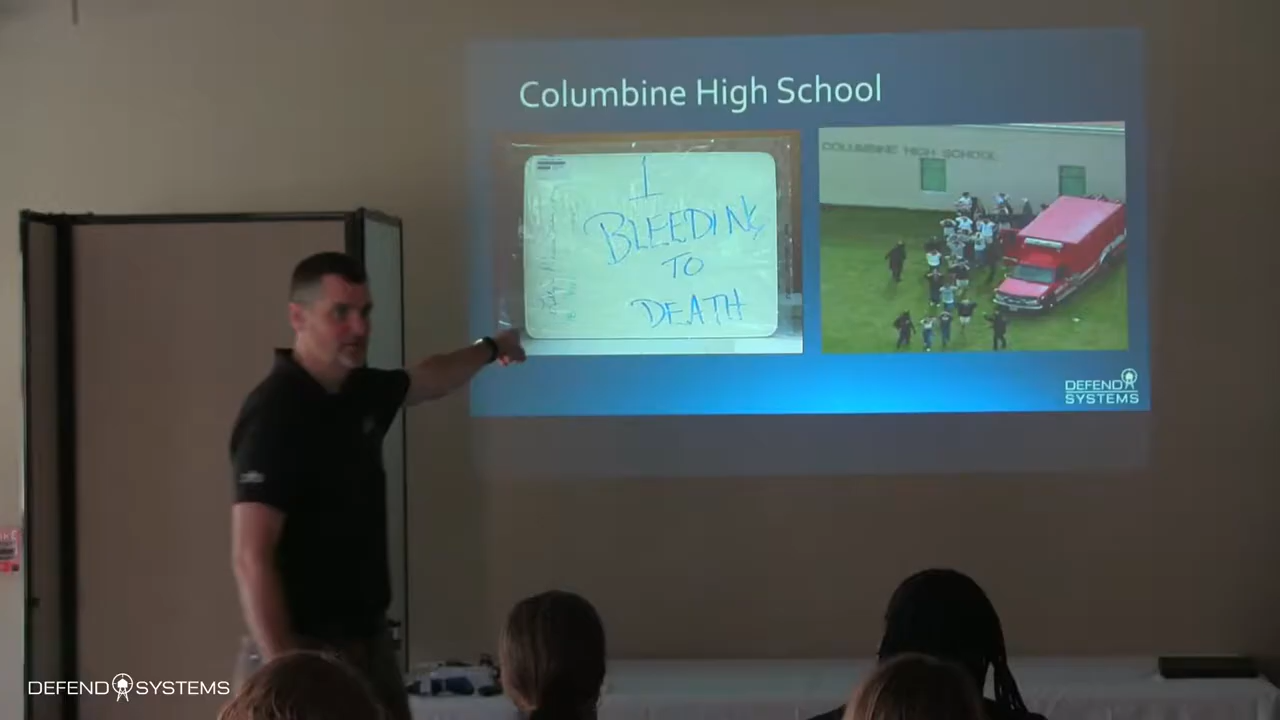 Columbine High School
1
BLEEDING
TO
DEATH
COLUMBINE HIGH SCHOOL
DEFEND
SYSTEMS
DEFEND SYSTEMS